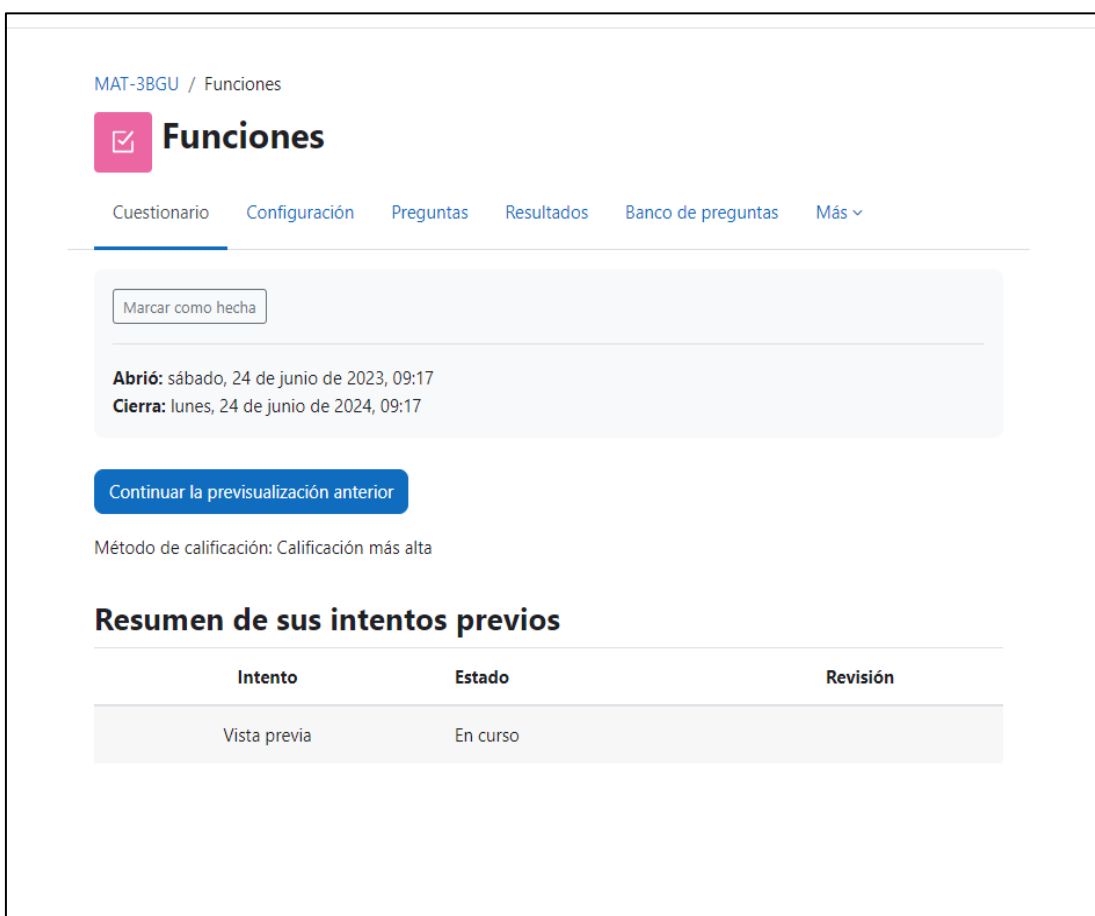 MAT-3BGU / Funciones
Funciones
Cuestionario Configuración Preguntas Resultados Banco de preguntas Más
Marcar como hecha
Abrió: sábado, 24 de junio de 2023, 09:17
Cierra: lunes, 24 de junio de 2024, 09:17
Continuar la previsualización anterior
Método de calificación: Calificación más alta
Resumen de sus intentos previos
Intento Estado Revisión
Vista previa En curso